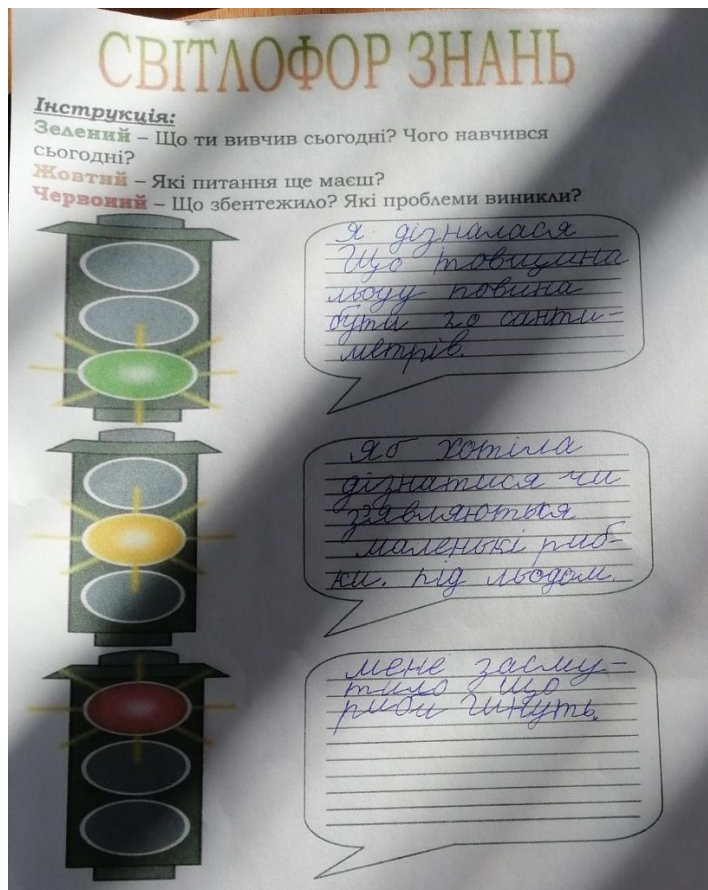 СВІТЛОФОР ЗНАНЬ
Інструкція:
Зелений – Що ти вивчив сьогодні? Чого навчився
сьогодні?
Жовтий – Які питання ще маєш?
Червоний – Що збентежило? Які проблеми виникли?
Я дізналася
Що товщина
льоду повина
бути 20 санти-
метрів.
Я б хотіла
дізнатися чи
зʼявляються
маленькі риб-
ки. під льодом.
мене засму-
тило що
риби гинуть.